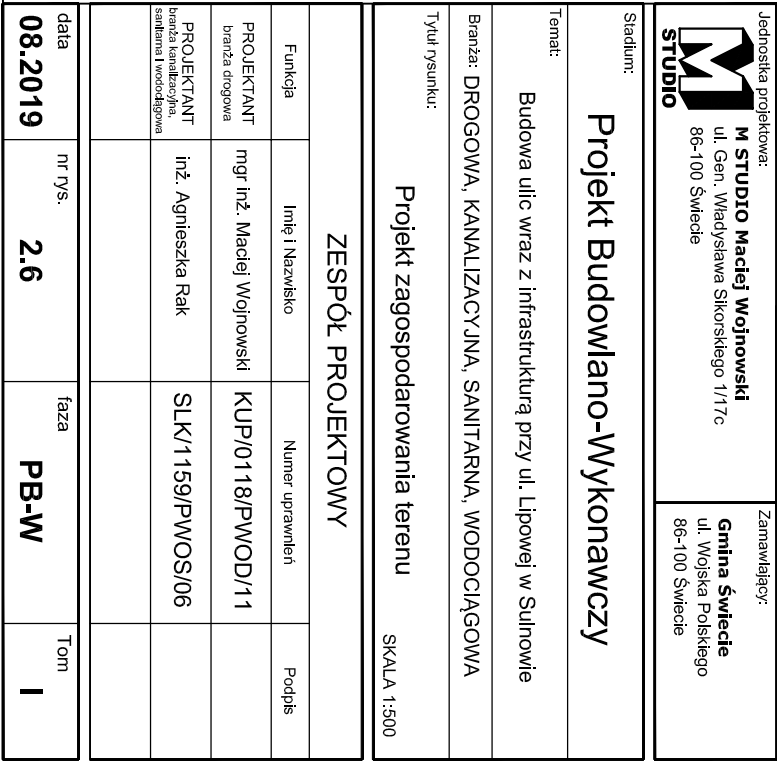 Jednostka projektowa:
M
STUDIO
M STUDIO Maciej Wojnowski
ul. Gen. Władysława Sikorskiego 1/17c
86-100 Świecie
Zamawiający:
Gmina Świecie
ul. Wojska Polskiego
86-100 Świecie
Stadium:
Projekt Budowlano-Wykonawczy
Temat:
Budowa ulic wraz z infrastrukturą przy ul. Lipowej w Sulnowie
Branża: DROGOWA, KANALIZACYJNA, SANITARNA, WODOCIĄGOWA
Tytuł rysunku:
Projekt zagospodarowania terenu
SKALA 1:500
ZESPÓŁ PROJEKTOWY
Funkcja Imię i Nazwisko Numer uprawnień Podpis
PROJEKTANT
branża drogowa
mgr inż. Maciej Wojnowski KUP/0118/PWOD/11
PROJEKTANT
branża kanalizacyjna,
sanitarna i wodociągowa
inż. Agnieszka Rak SLK/1159/PWOS/06
data nr rys. faza Tom
08.2019 2.6 PB-W I